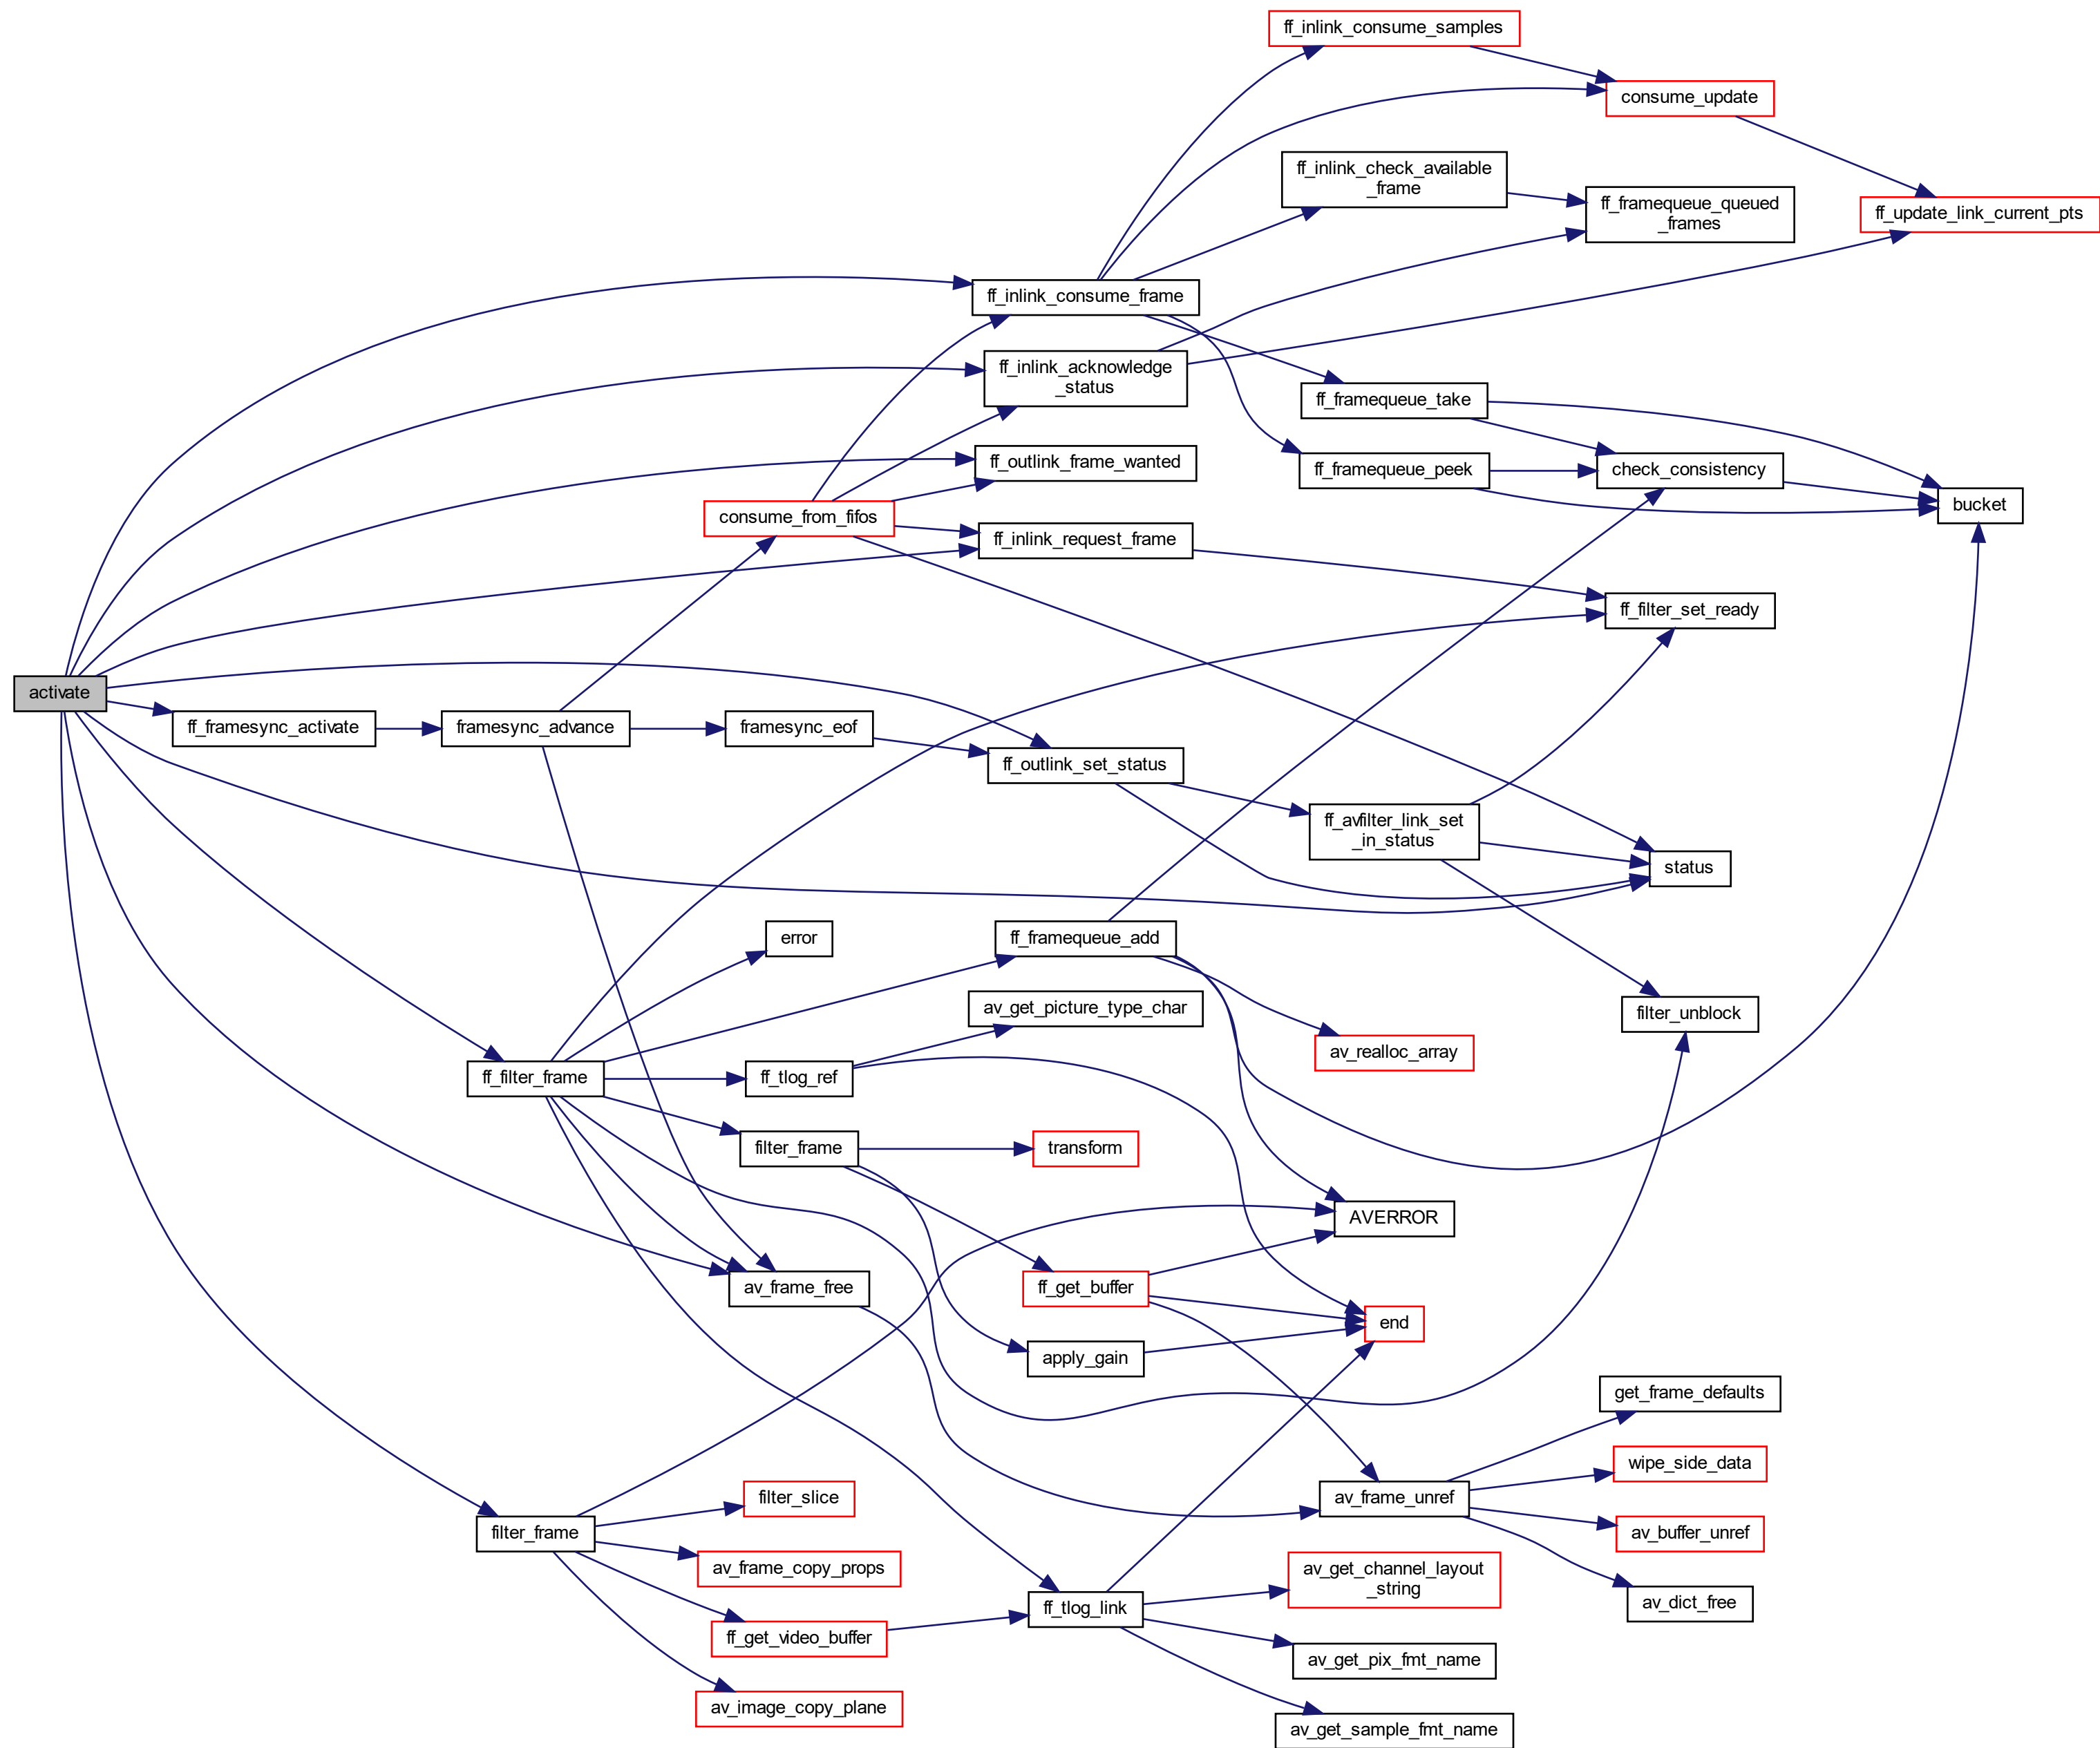 ff_inlink_consume_samples
consume_update
ff_inlink_check_available
_frame
ff_framequeue_queued
_frames
ff_update_link_current_pts
ff_inlink_consume_frame
ff_inlink_acknowledge
_status
ff_framequeue_take
ff_outlink_frame_wanted
ff_framequeue_peek
check_consistency
bucket
consume_from_fifos
ff_inlink_request_frame
ff_filter_set_ready
activate
ff_framesync_activate
framesync_advance
framesync_eof
ff_outlink_set_status
ff_avfilter_link_set
_in_status
status
error
ff_framequeue_add
av_get_picture_type_char
filter_unblock
av_realloc_array
ff_filter_frame
ff_tlog_ref
filter_frame
transform
AVERROR
av_frame_free
ff_get_buffer
end
apply_gain
get_frame_defaults
wipe_side_data
filter_slice
av_frame_unref
av_buffer_unref
filter_frame
av_frame_copy_props
av_get_channel_layout
_string
av_dict_free
ff_tlog_link
ff_get_video_buffer
av_get_pix_fmt_name
av_image_copy_plane
av_get_sample_fmt_name